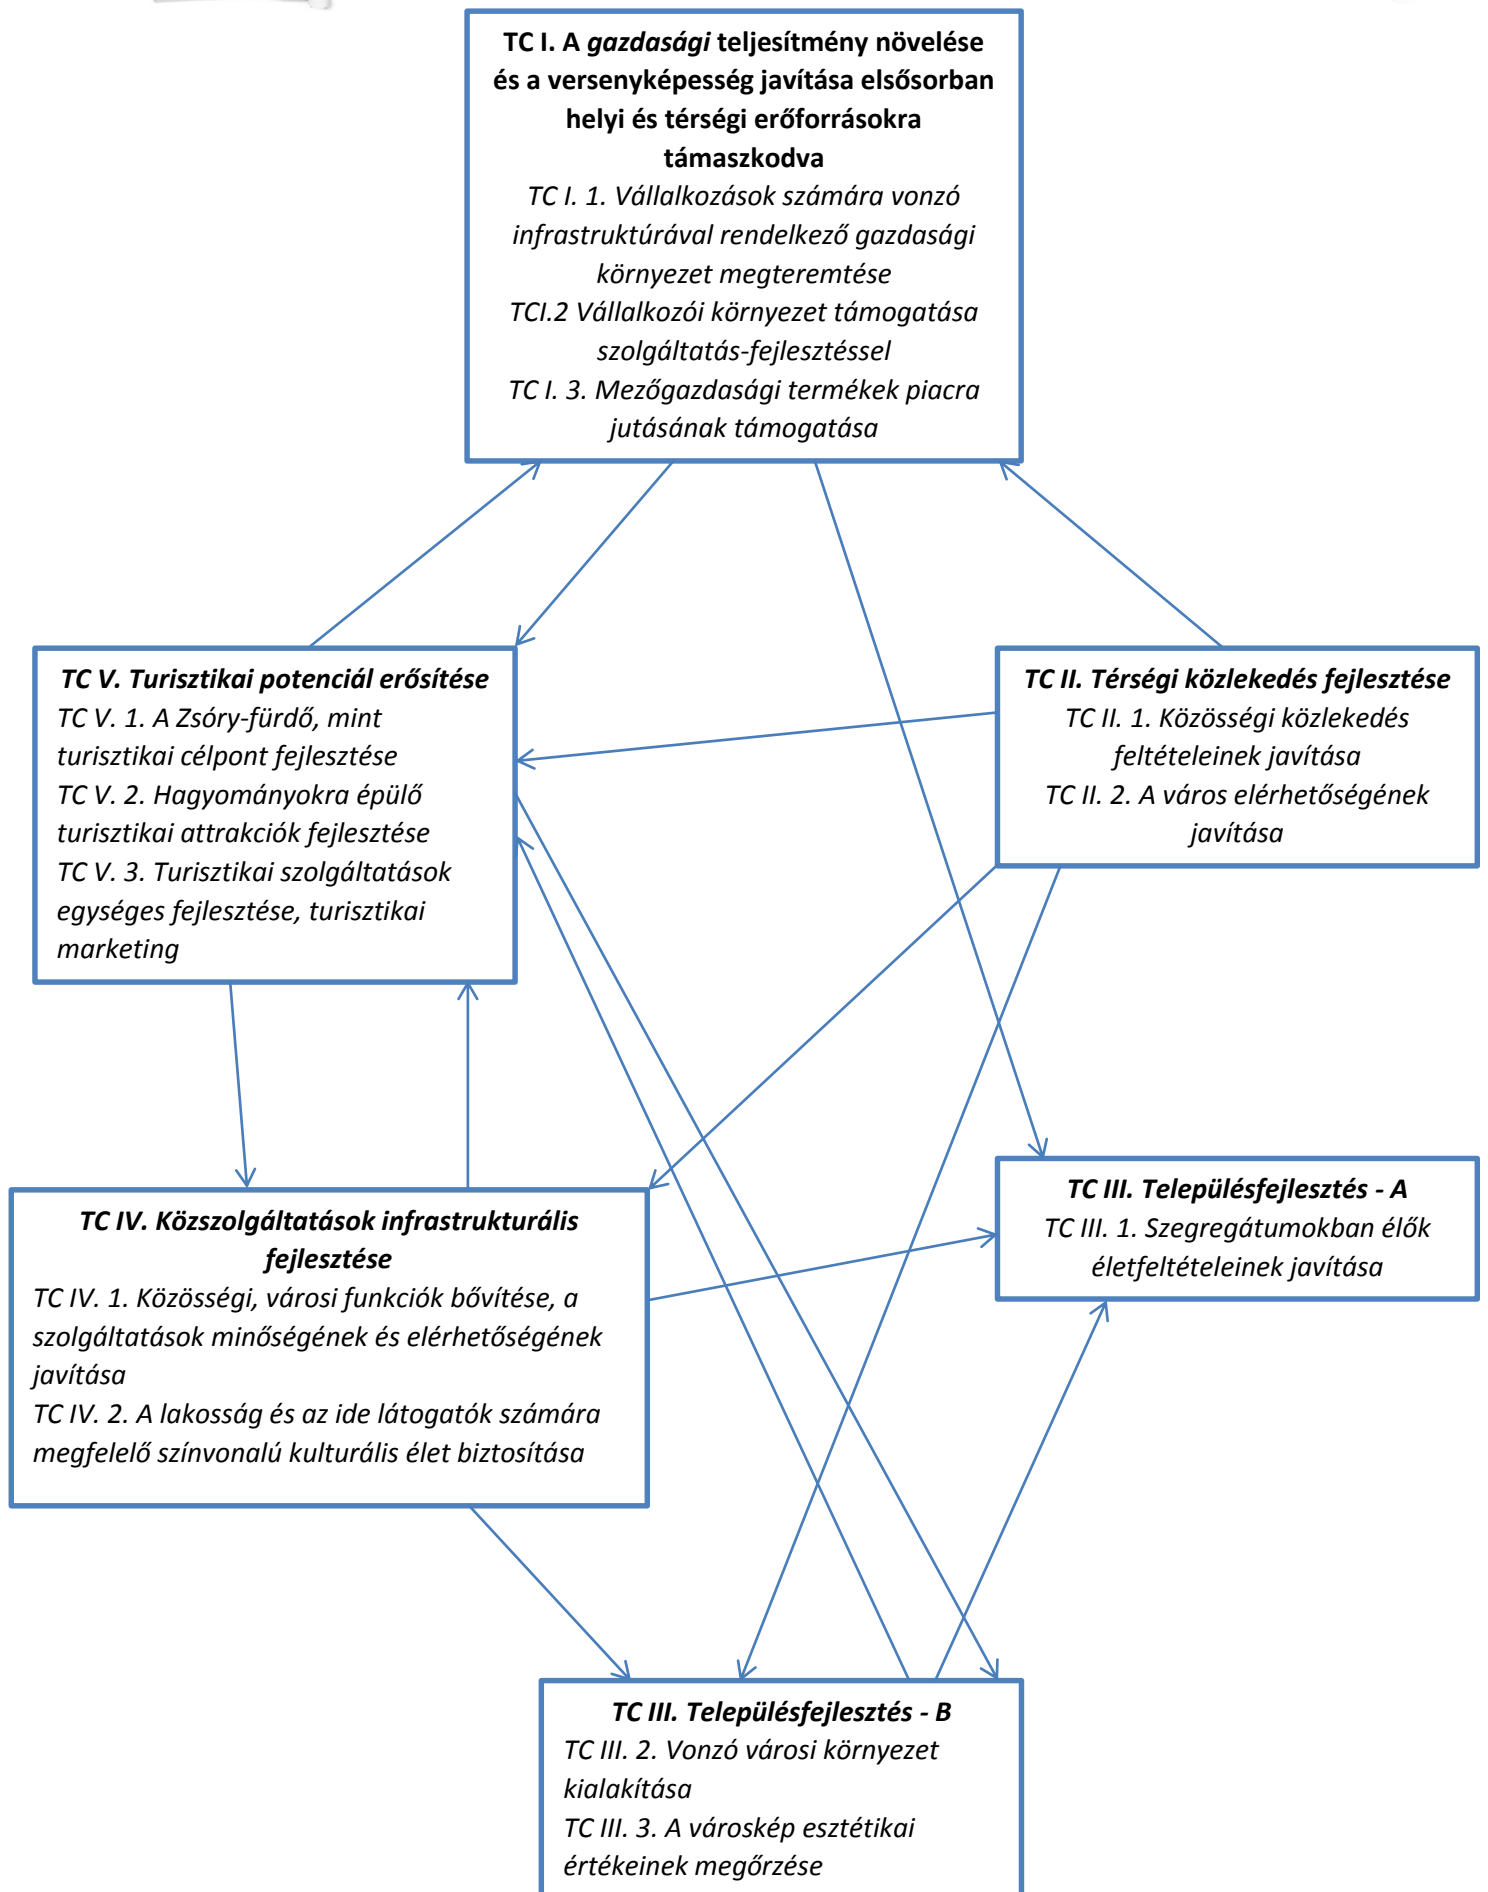 TC I. A gazdasági teljesítmény növelése
és a versenyképesség javítása elsősorban
helyi és térségi erőforrásokra
támaszkodva
TC I. 1. Vállalkozások számára vonzó
infrastruktúrával rendelkező gazdasági
környezet megteremtése
TCI.2 Vállalkozói környezet támogatása
szolgáltatás-fejlesztéssel
TC I. 3. Mezőgazdasági termékek piacra
jutásának támogatása
TC V. Turisztikai potenciál erősítése
TC V. 1. A Zsóry-fürdő, mint
turisztikai célpont fejlesztése
TC V. 2. Hagyományokra épülő
turisztikai attrakciók fejlesztése
TC V. 3. Turisztikai szolgáltatások
egységes fejlesztése, turisztikai
marketing
TC II. Térségi közlekedés fejlesztése
TC II. 1. Közösségi közlekedés
feltételeinek javítása
TC II. 2. A város elérhetőségének
javítása
TC IV. Közszolgáltatások infrastrukturális
fejlesztése
TC IV. 1. Közösségi, városi funkciók bővítése, a
szolgáltatások minőségének és elérhetőségének
javítása
TC IV. 2. A lakosság és az ide látogatók számára
megfelelő színvonalú kulturális élet biztosítása
TC III. Településfejlesztés - A
TC III. 1. Szegregátumokban élők
életfeltételeinek javítása
TC III. Településfejlesztés - B
TC III. 2. Vonzó városi környezet
kialakítása
TC III. 3. A városkép esztétikai
értékeinek megőrzése